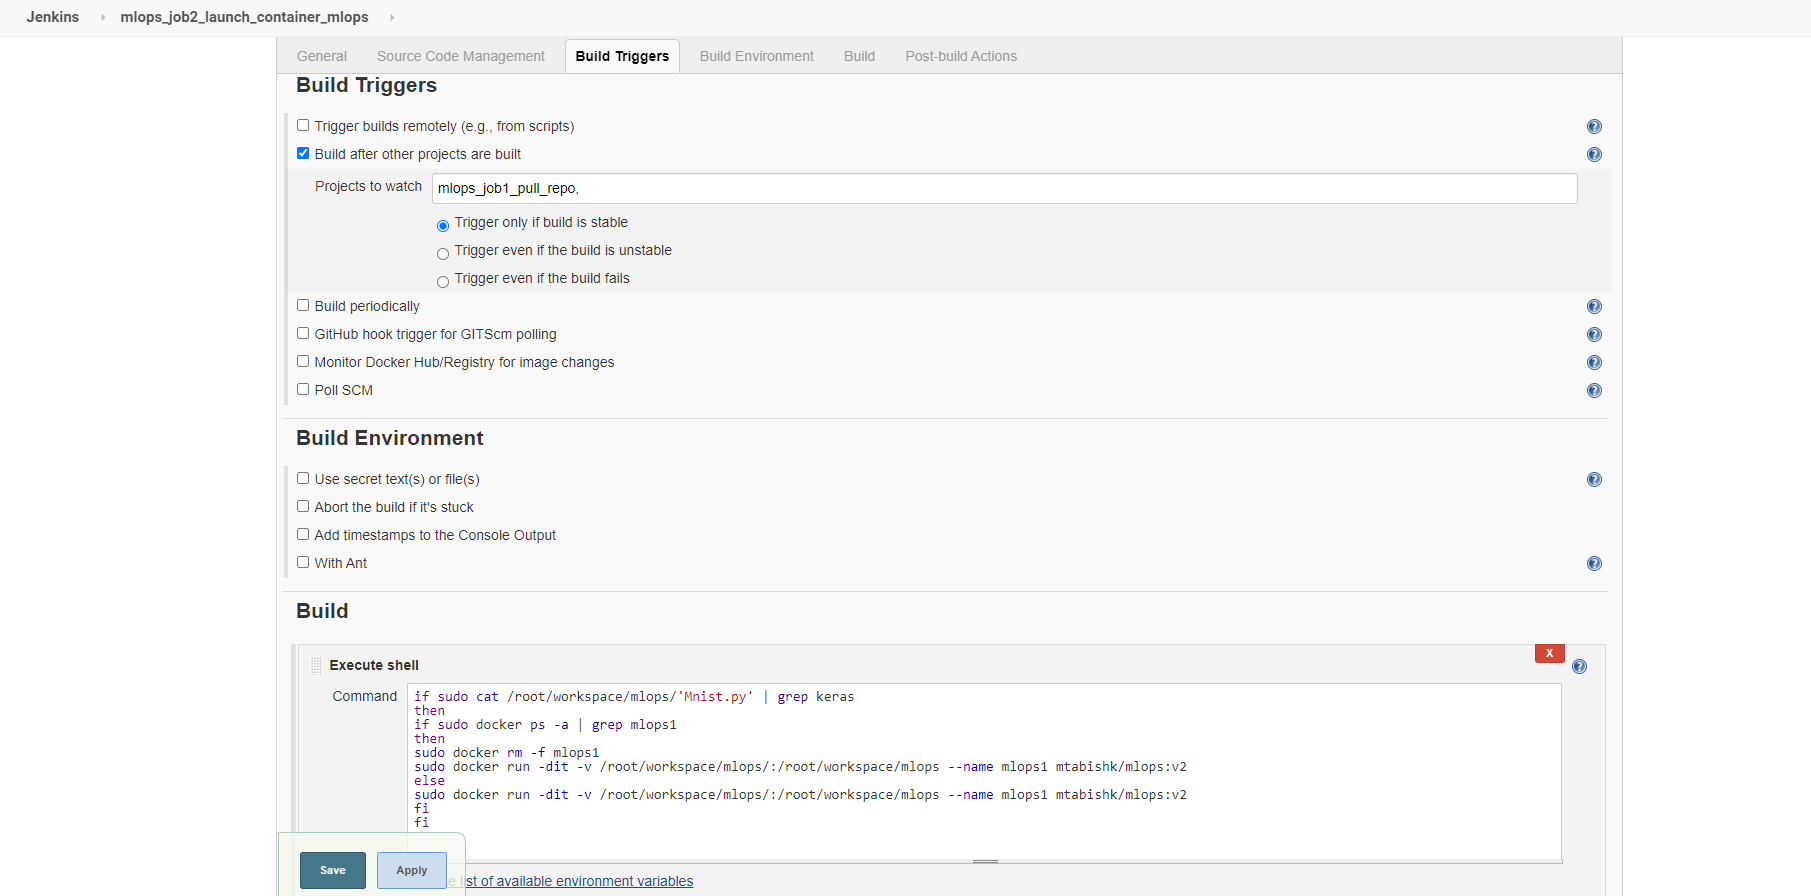 Jenkins mlops_job2_launch_container_mlops
General Source Code Management Build Triggers Build Environment Build Post-build Actions
Build Triggers
Trigger builds remotely (e.g., from scripts)
Build after other projects are built
Projects to watch mlops_job1_pull_repo,
Trigger only if build is stable
Trigger even if the build is unstable
Trigger even if the build fails
Build periodically
GitHub hook trigger for GITScm polling
Monitor Docker Hub/Registry for image changes
Poll SCM
Build Environment
Use secret text(s) or file(s)
Abort the build if it's stuck
Add timestamps to the Console Output
With Ant
Build
X
Execute shell
Command if sudo cat /root/workspace/mlops/'Mnist.py' | grep keras
then
if sudo docker ps -a | grep mlops1
then
sudo docker rm -f mlops1
sudo docker run -dit -v /root/workspace/mlops/:/root/workspace/mlops --name mlops1 mtabishk/mlops:v2
else
sudo docker run -dit -v /root/workspace/mlops/:/root/workspace/mlops --name mlops1 mtabishk/mlops:v2
fi
fi
Save Apply
e list of available environment variables